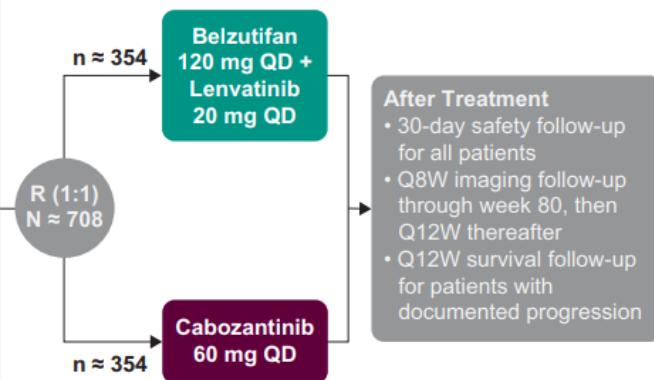 n ≈ 354
Belzutifan
120 mg QD +
Lenvatinib
20 mg QD
R (1:1)
N ≈ 708
Cabozantinib
60 mg QD
n ≈ 354
After Treatment
• 30-day safety follow-up
for all patients
• Q8W imaging follow-up
through week 80, then
Q12W thereafter
• Q12W survival follow-up
for patients with
documented progression